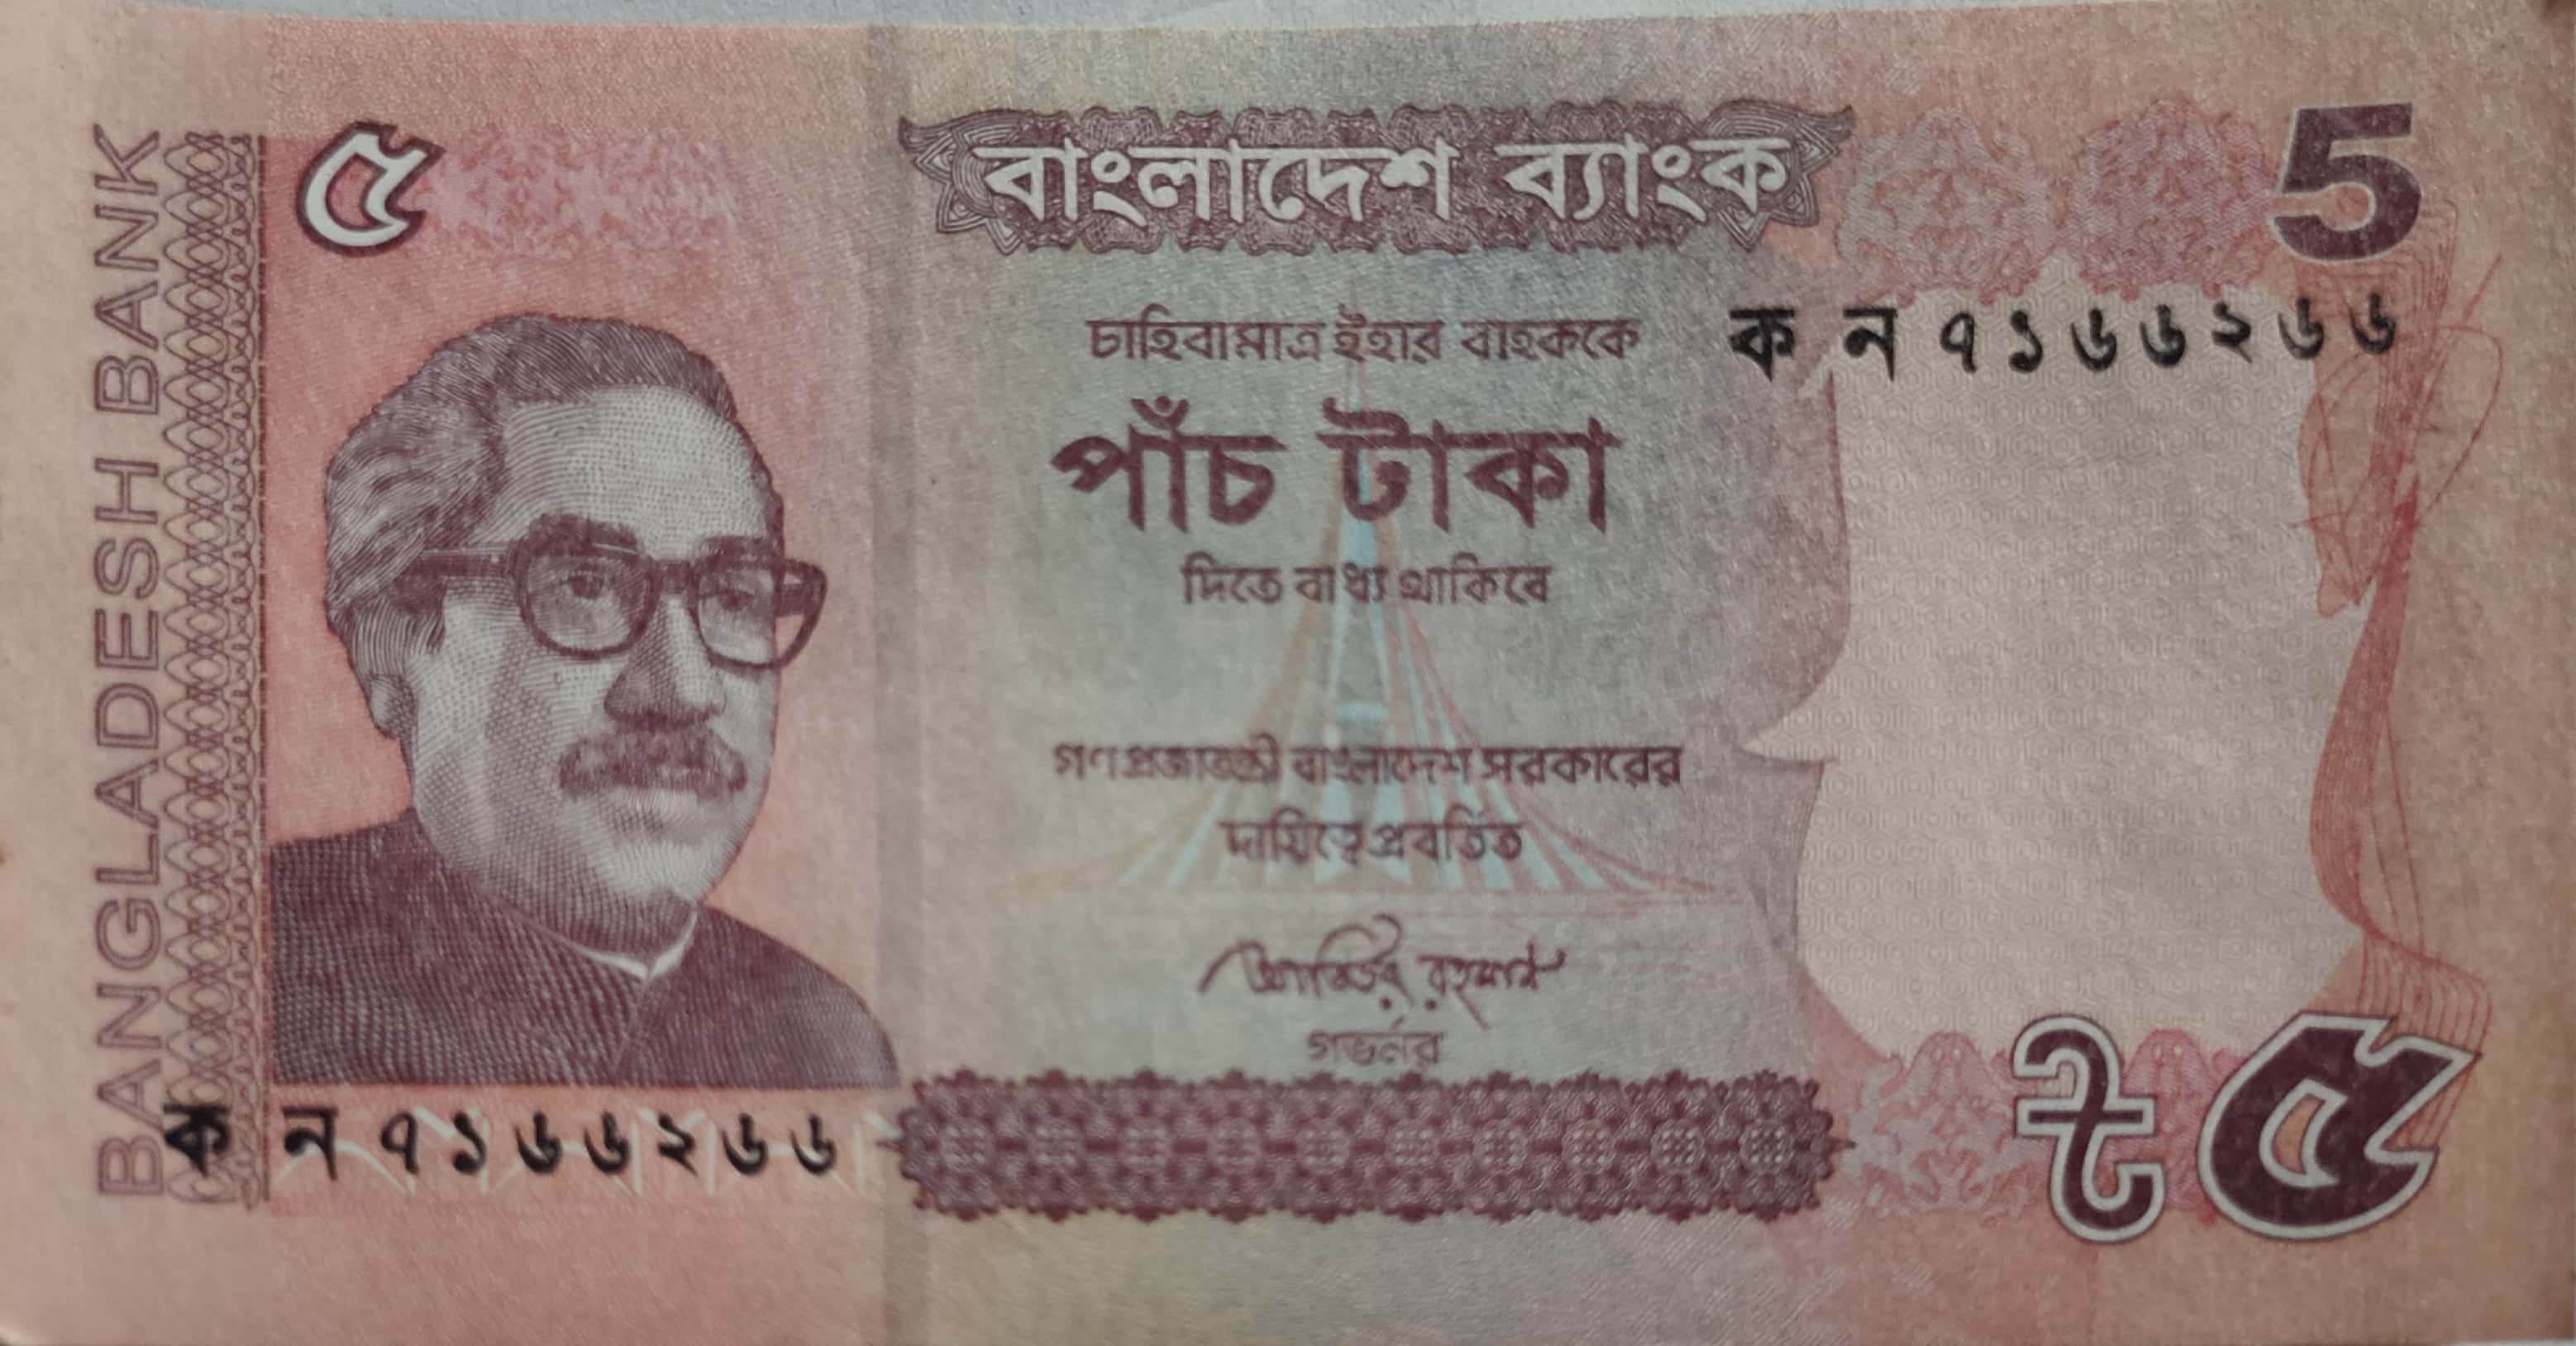 BANGLADESH BANK
৫
বাংলাদেশ ব্যাংক
5
চাহিবামাত্র ইহার বাহককে
ক ন ৭১৬৬২৬৬
পাঁচ টাকা
দিতে বাধ্য থাকিবে
গণপ্রজাতন্ত্রী বাংলাদেশ সরকারের
দায়িত্বে প্রবর্তিত
আতিউর রহমান
গভর্নর
ক ন ৭১৬৬২৬৬
৳ ৫